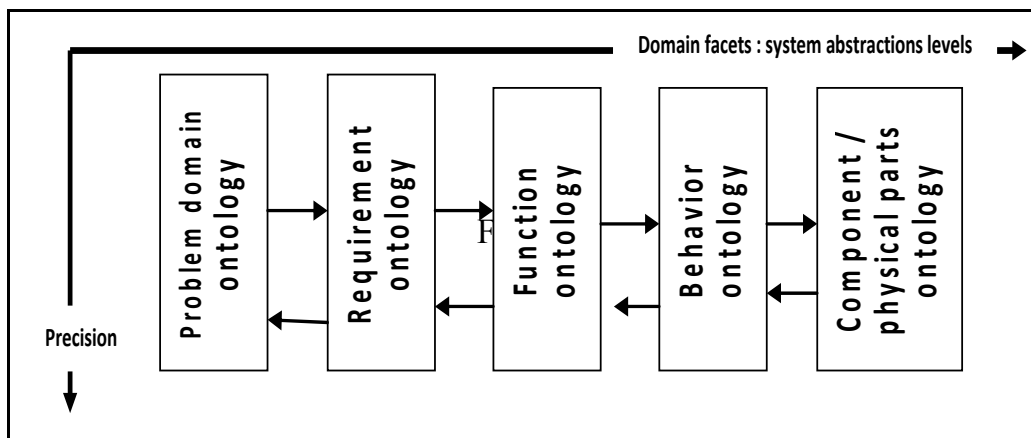 Domain facets : system abstractions levels
Problem domain
ontology
Requirement
ontology
F
Function
ontology
Behavior
ontology
Component /
physical parts
ontology
Precision